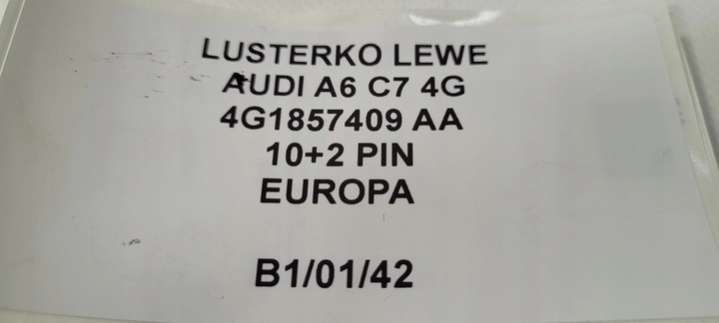 LUSTERKO LEWE
AUDI A6 C7 4G
4G1857409 AA
10+2 PIN
EUROPA
B1/01/42